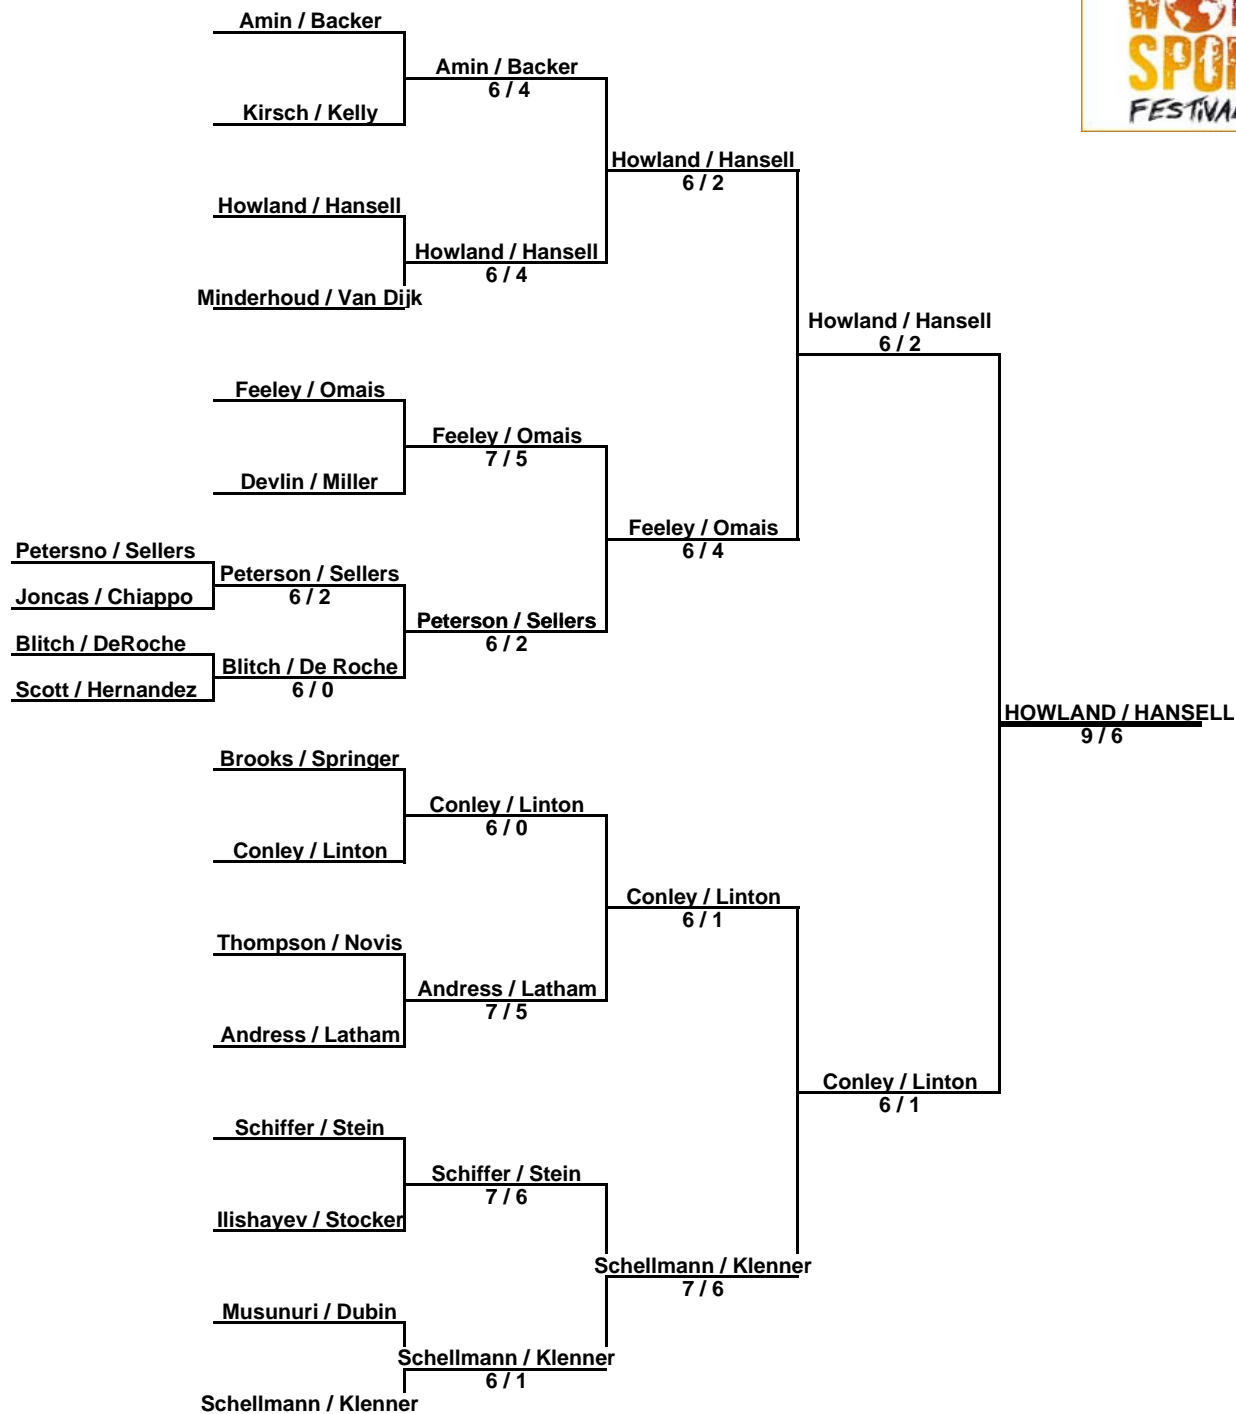 Amin / Backer
SPO
FESTIVA
Amin / Backer
6 / 4
Kirsch / Kelly
Howland / Hansell
6 / 2
Howland / Hansell
Howland / Hansell
6 / 4
Minderhoud / Van Dijk
Howland / Hansell
6 / 2
Feeley / Omais
Feeley / Omais
7 / 5
Devlin / Miller
Feeley / Omais
6 / 4
Petersno / Sellers
Peterson / Sellers
6 / 2
Joncas / Chiappo
Peterson / Sellers
6 / 2
Blitch / DeRoche
Blitch / De Roche
6 / 0
Scott / Hernandez
HOWLAND / HANSELL
9 / 6
Brooks / Springer
Conley / Linton
6 / 0
Conley / Linton
Conley / Linton
6 / 1
Thompson / Novis
Andress / Latham
7 / 5
Andress / Latham
Conley / Linton
6 / 1
Schiffer / Stein
Schiffer / Stein
7 / 6
Ilishayev / Stocker
Schellmann / Klenner
7 / 6
Musunuri / Dubin
Schellmann / Klenner
6 / 1
Schellmann / Klenner